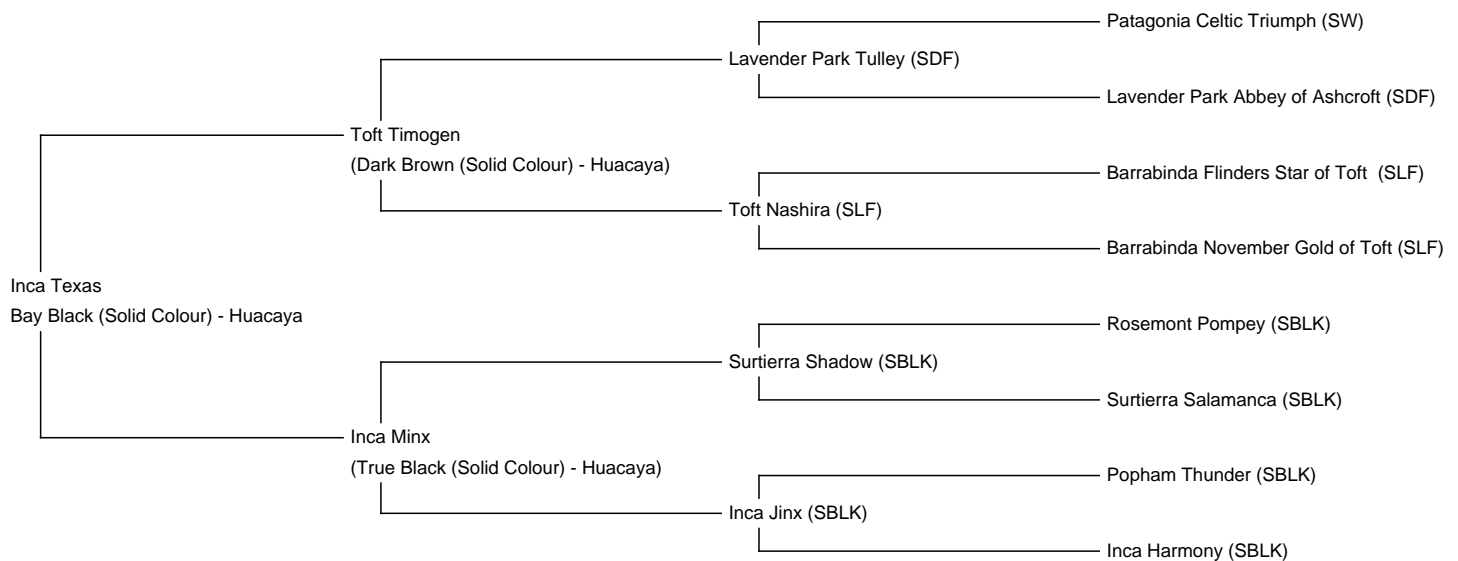 Patagonia Celtic Triumph (SW)
Lavender Park Tulley (SDF)
Lavender Park Abbey of Ashcroft (SDF)
Toft Timogen
(Dark Brown (Solid Colour) - Huacaya)
Barrabinda Flinders Star of Toft  (SLF)
Toft Nashira (SLF)
Barrabinda November Gold of Toft (SLF)
Inca Texas
Bay Black (Solid Colour) - Huacaya
Rosemont Pompey (SBLK)
Surtierra Shadow (SBLK)
Surtierra Salamanca (SBLK)
Inca Minx
(True Black (Solid Colour) - Huacaya)
Popham Thunder (SBLK)
Inca Jinx (SBLK)
Inca Harmony (SBLK)